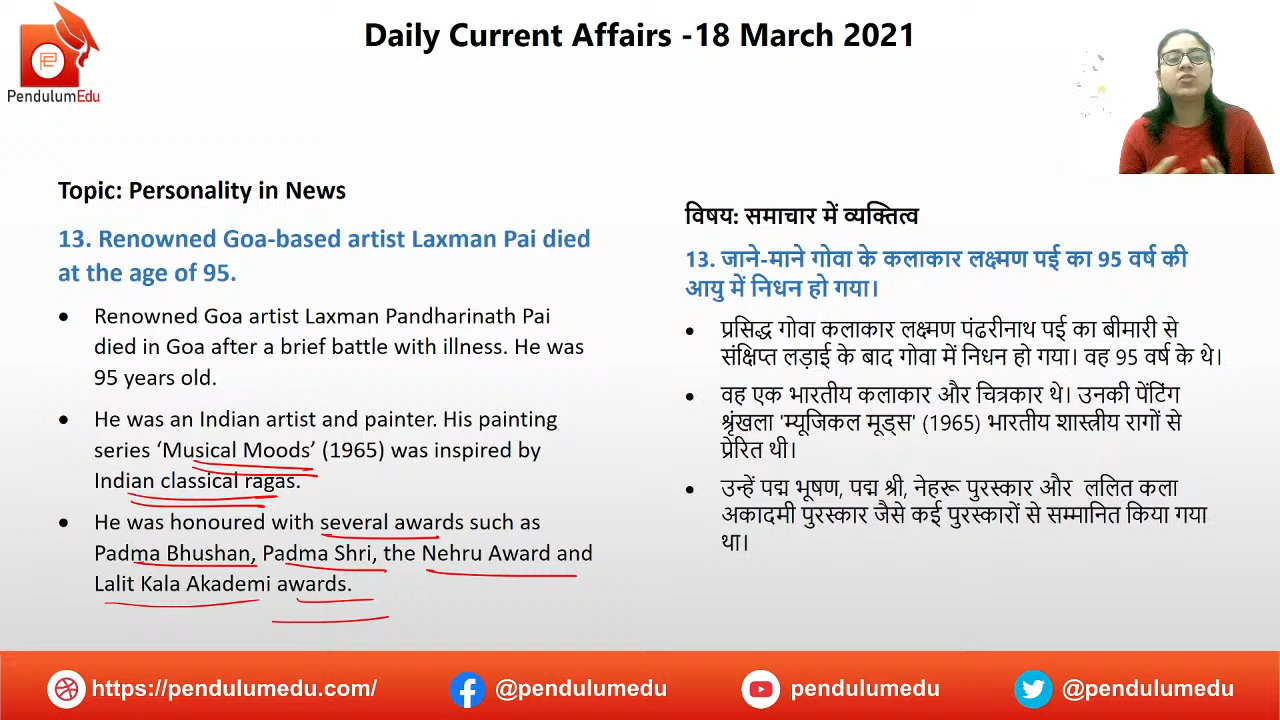 Daily Current Affairs -18 March 2021
PendulumEdu
Topic: Personality in News
13. Renowned Goa-based artist Laxman Pai died
at the age of 95.
● Renowned Goa artist Laxman Pandharinath Pai
died in Goa after a brief battle with illness. He was
95 years old.
● He was an Indian artist and painter. His painting
series ‘Musical Moods’ (1965) was inspired by
Indian classical ragas.
● He was honoured with several awards such as
Padma Bhushan, Padma Shri, the Nehru Award and
Lalit Kala Akademi awards.
विषय: समाचार में व्यक्तित्व
13. जाने-माने गोवा के कलाकार लक्ष्मण पई का 95 वर्ष की
आयु में निधन हो गया।
● प्रसिद्ध गोवा कलाकार लक्ष्मण पंढरीनाथ पई का बीमारी से
संक्षिप्त लड़ाई के बाद गोवा में निधन हो गया। वह 95 वर्ष के थे।
● वह एक भारतीय कलाकार और चित्रकार थे। उनकी पेंटिंग
श्रृंखला 'म्यूजिकल मूड्स' (1965) भारतीय शास्त्रीय रागों से
प्रेरित थी।
● उन्हें पद्म भूषण, पद्म श्री, नेहरू पुरस्कार और ललित कला
अकादमी पुरस्कार जैसे कई पुरस्कारों से सम्मानित किया गया
था।
https://pendulumedu.com/
@pendulumedu
pendulumedu
@pendulumedu